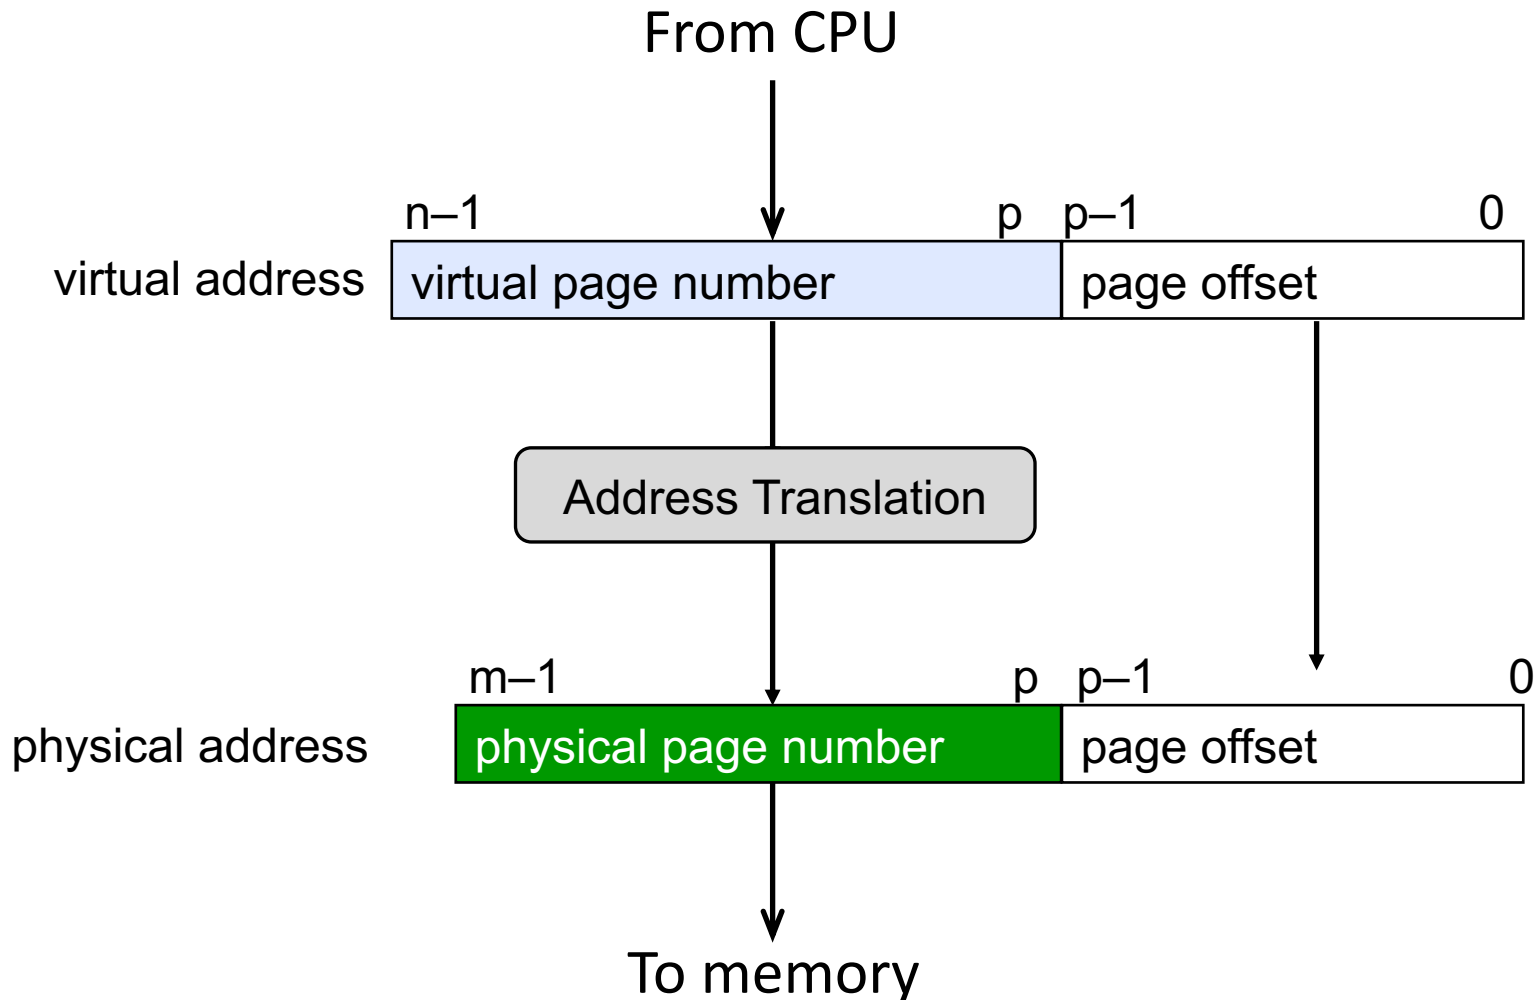 From CPU
n–1 p p–1 0
virtual address virtual page number page offset
Address Translation
m–1 p p–1 0
physical address physical page number page offset
To memory